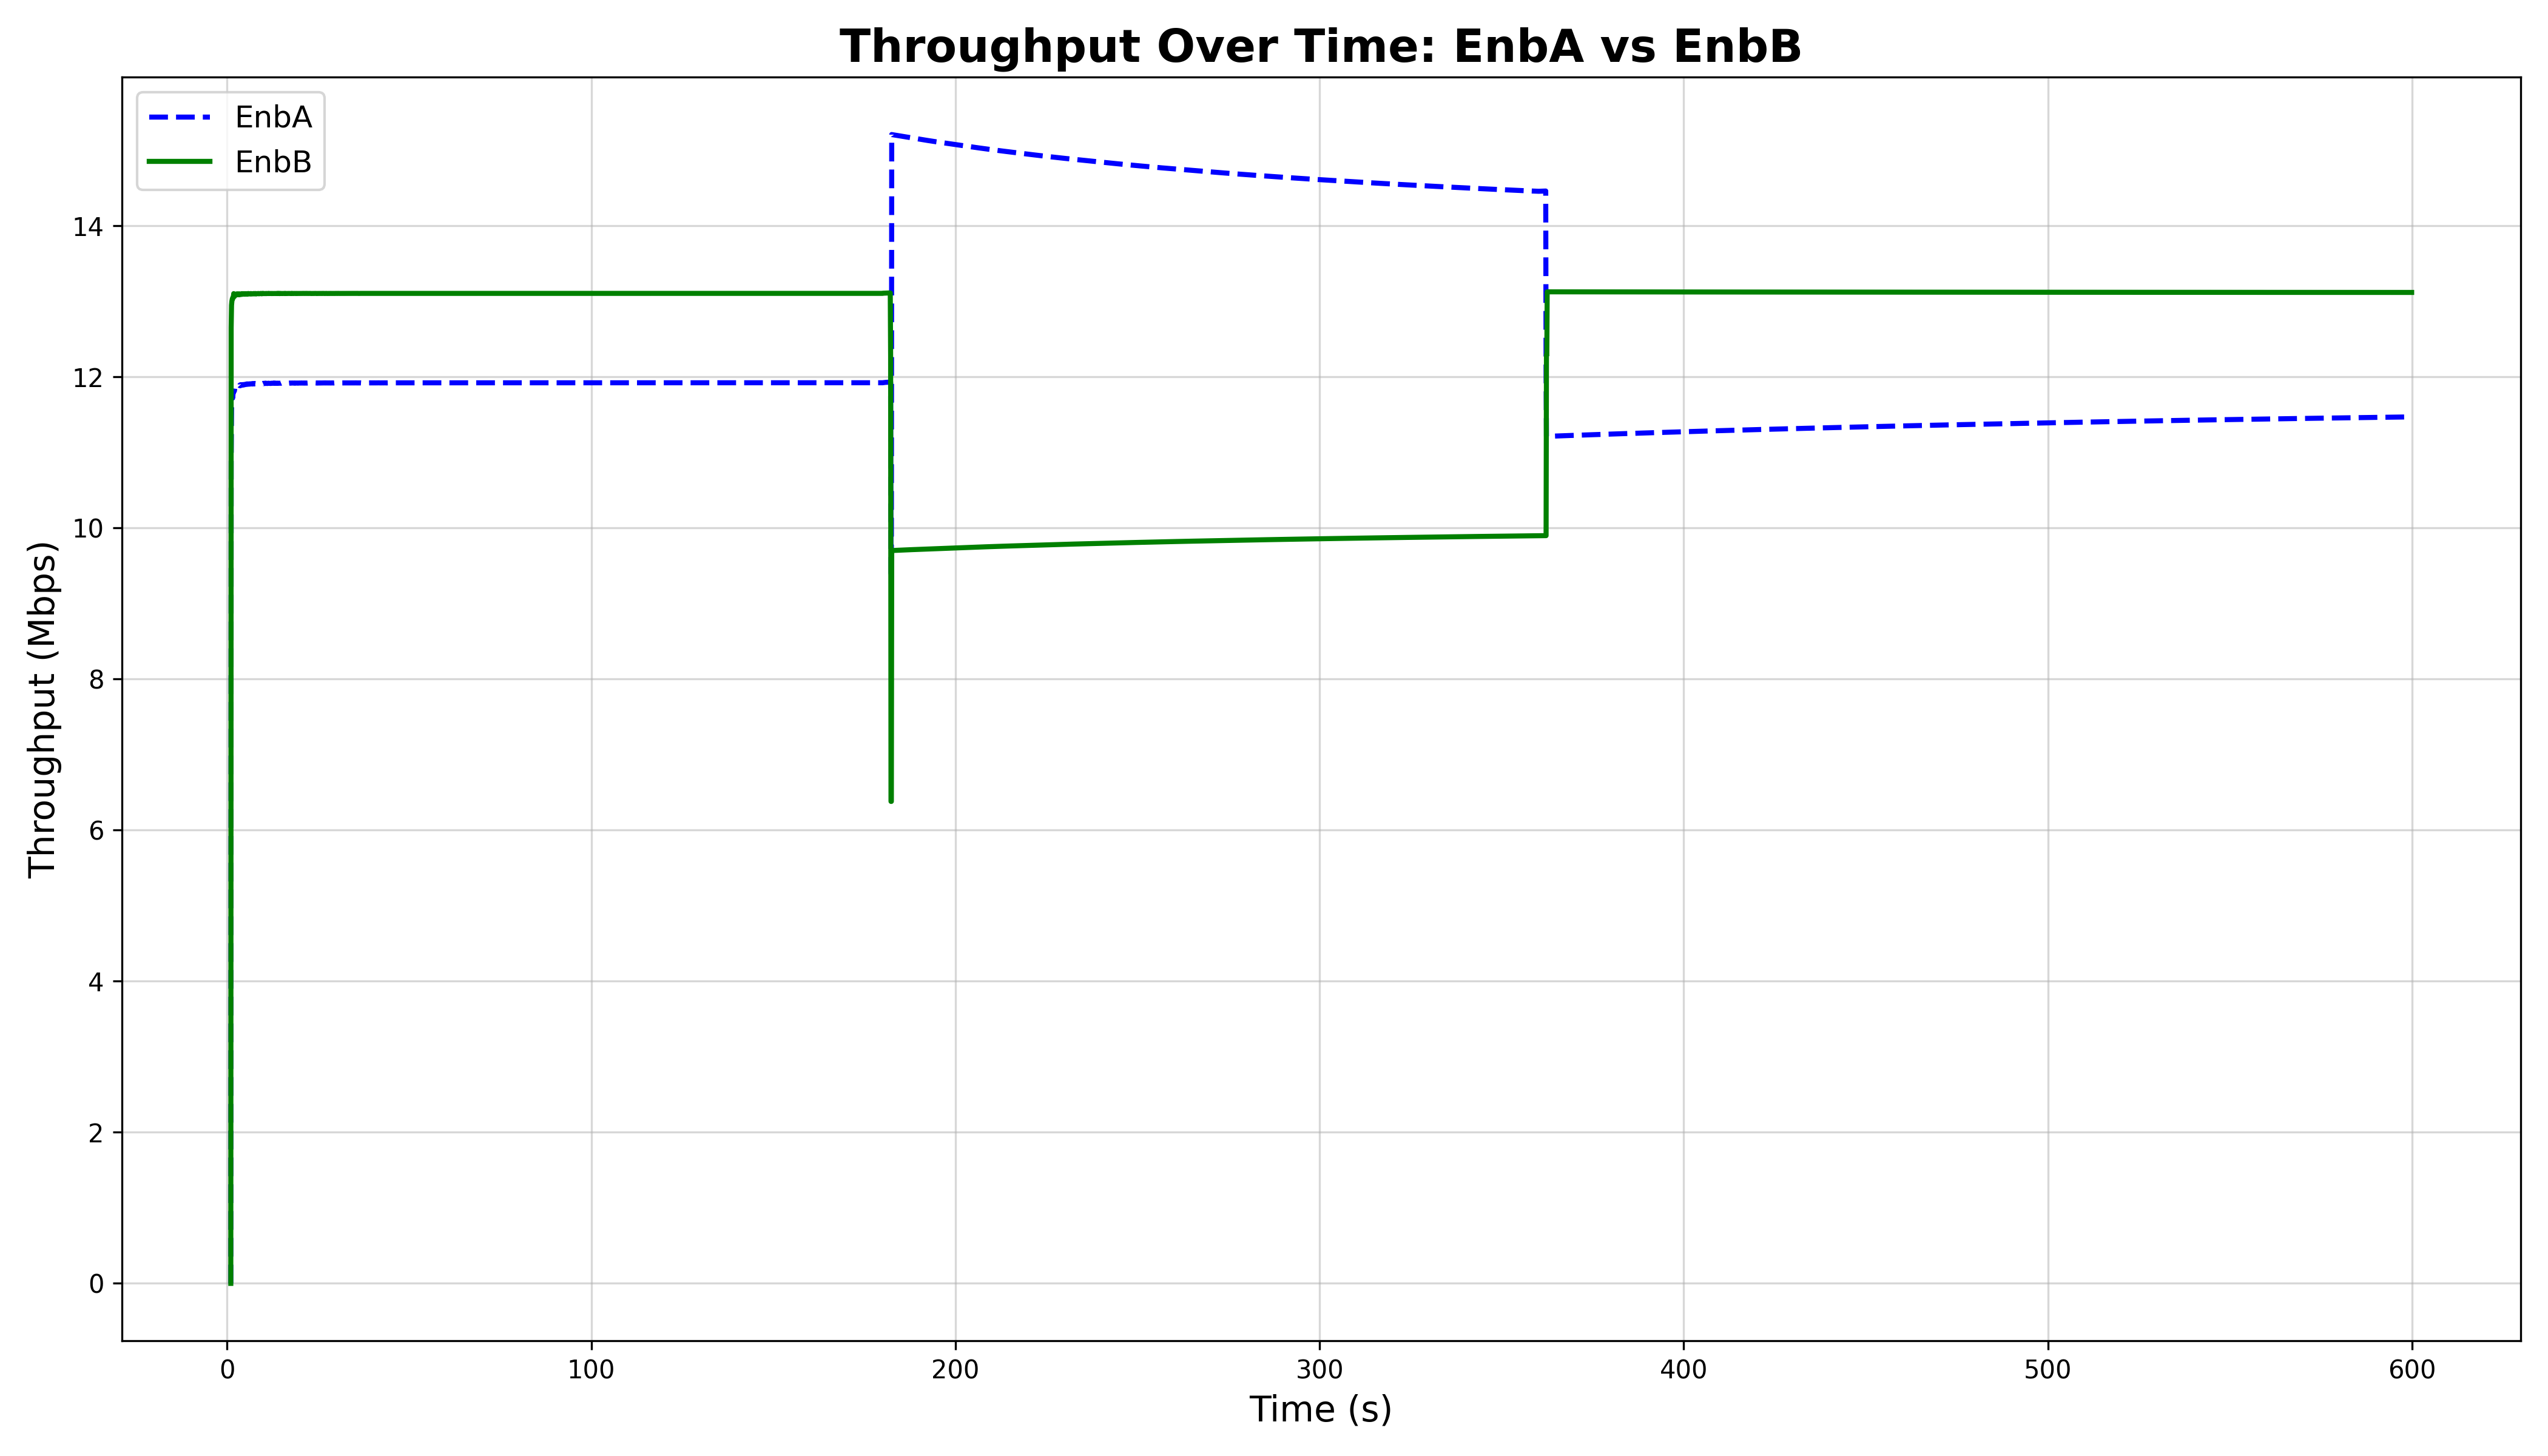 Throughput Over Time: EnbA vs EnbB
EnbA
EnbB
Throughput (Mbps)
14
12
10
8
6
4
2
0
0 100 200 300 400 500 600
Time (s)